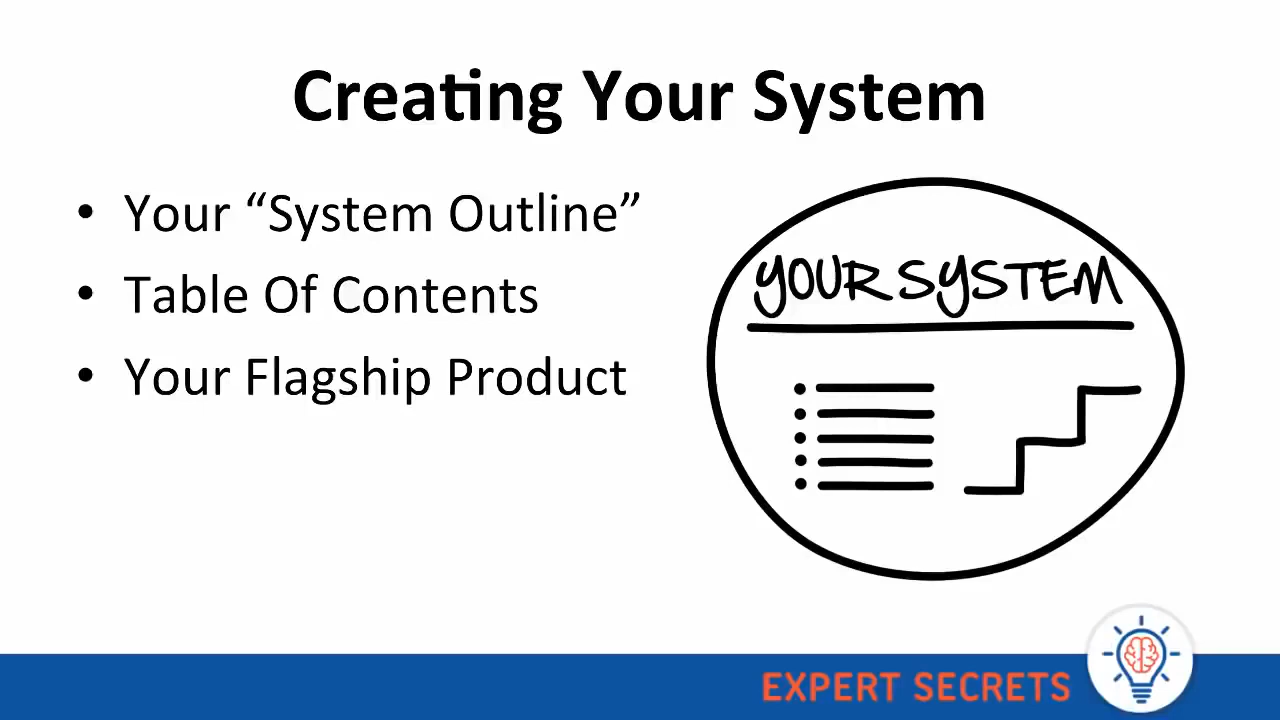 Creating Your System
• Your “System Outline”
• Table Of Contents
• Your Flagship Product
YOUR SYSTEM
EXPERT SECRETS